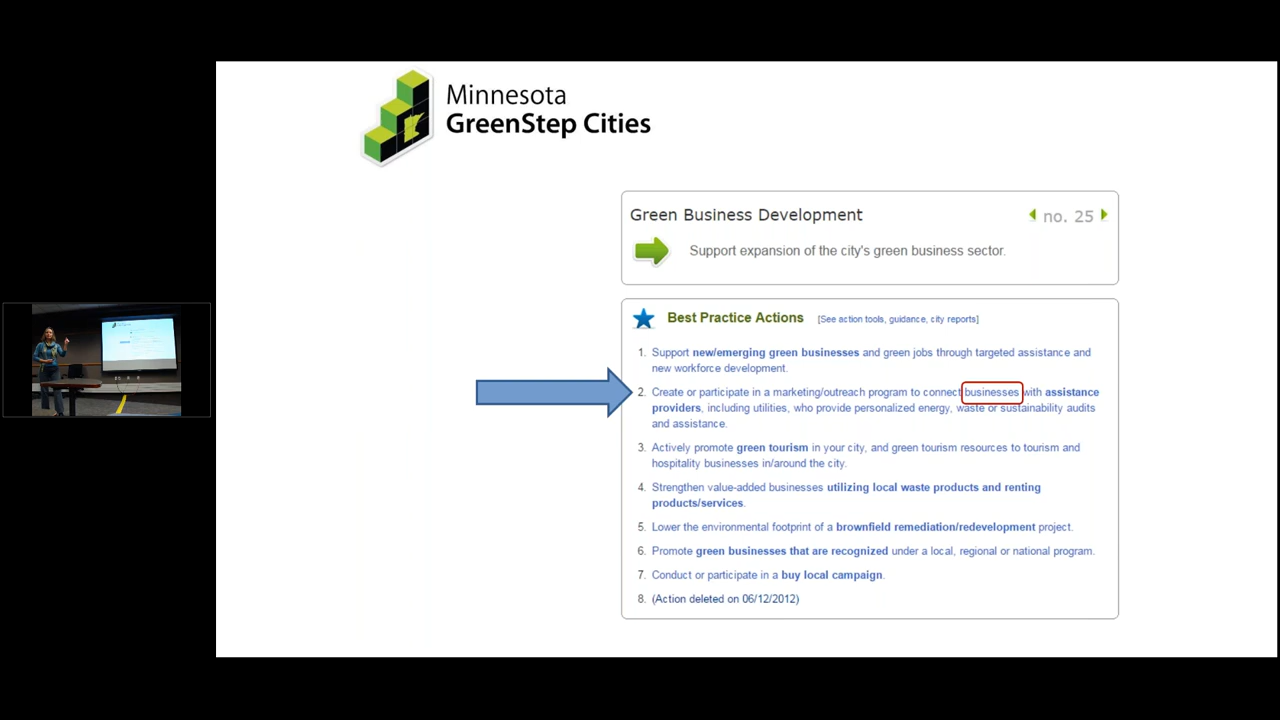 Minnesota
GreenStep Cities
Green Business Development
no. 25
Support expansion of the city's green business sector.
Best Practice Actions [See action tools, guidance, city reports]
1. Support new/emerging green businesses and green jobs through targeted assistance and
new workforce development.
2. Create or participate in a marketing/outreach program to connect businesses with assistance
providers, including utilities, who provide personalized energy, waste or sustainability audits
and assistance.
3. Actively promote green tourism in your city, and green tourism resources to tourism and
hospitality businesses in/around the city.
4. Strengthen value-added businesses utilizing local waste products and renting
products/services.
5. Lower the environmental footprint of a brownfield remediation/redevelopment project.
6. Promote green businesses that are recognized under a local, regional or national program.
7. Conduct or participate in a buy local campaign.
8. (Action deleted on 06/12/2012)